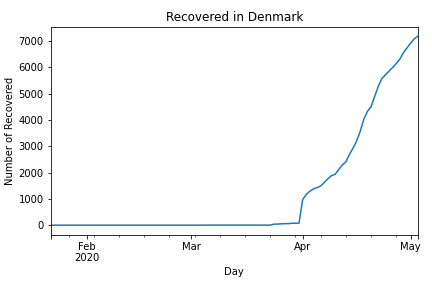 Recovered in Denmark
7000
6000
5000
4000
3000
2000
1000
0
Number of Recovered
Feb
2020
Mar
Apr
May
Day